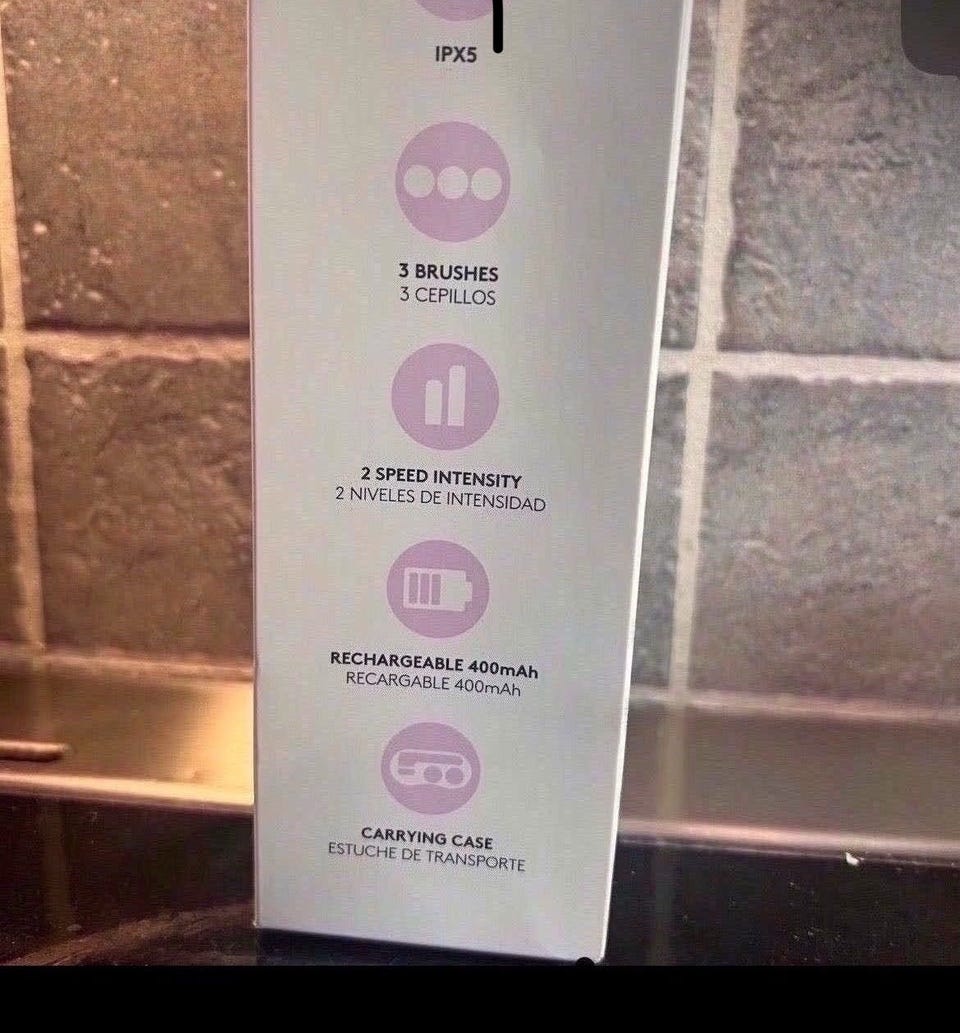 IPX5
3 BRUSHES
3 CEPILLOS
2 SPEED INTENSITY
2 NIVELES DE INTENSIDAD
RECHARGEABLE 400mAh
RECARGABLE 400mAh
CARRYING CASE
ESTUCHE DE TRANSPORTE